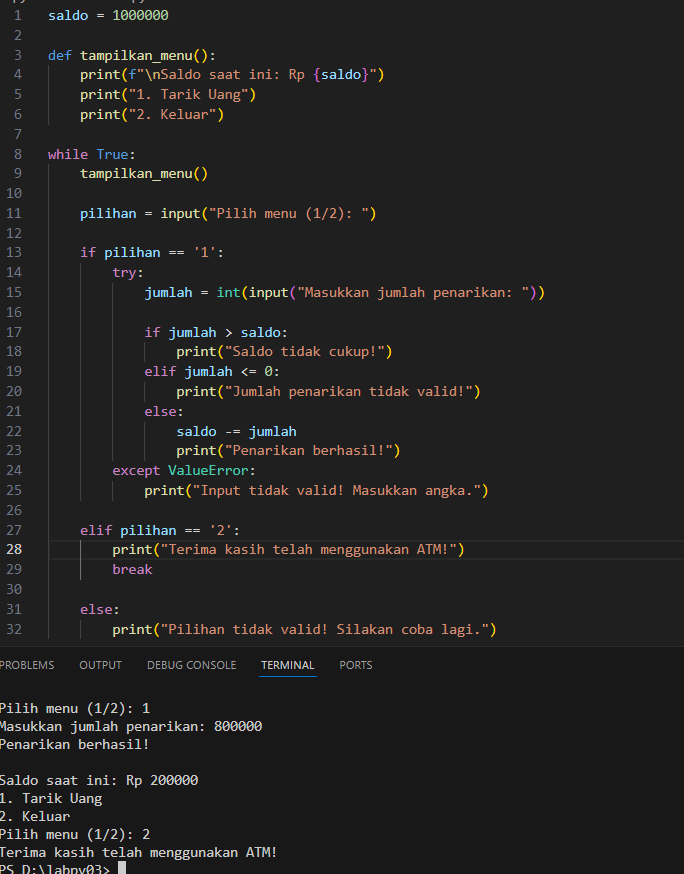 1 saldo = 1000000
2
3 def tampilkan_menu():
4     print(f"\nSaldo saat ini: Rp {saldo}")
5     print("1. Tarik Uang")
6     print("2. Keluar")
7
8 while True:
9     tampilkan_menu()
10
11     pilihan = input("Pilih menu (1/2): ")
12
13     if pilihan == '1':
14         try:
15             jumlah = int(input("Masukkan jumlah penarikan: "))
16
17             if jumlah > saldo:
18                 print("Saldo tidak cukup!")
19             elif jumlah <= 0:
20                 print("Jumlah penarikan tidak valid!")
21             else:
22                 saldo -= jumlah
23                 print("Penarikan berhasil!")
24         except ValueError:
25             print("Input tidak valid! Masukkan angka.")
26
27     elif pilihan == '2':
28         print("Terima kasih telah menggunakan ATM!")
29         break
30
31     else:
32         print("Pilihan tidak valid! Silakan coba lagi.")
PROBLEMS OUTPUT DEBUG CONSOLE TERMINAL PORTS
Pilih menu (1/2): 1
Masukkan jumlah penarikan: 800000
Penarikan berhasil!
Saldo saat ini: Rp 200000
1. Tarik Uang
2. Keluar
Pilih menu (1/2): 2
Terima kasih telah menggunakan ATM!
PS D:\labpy03>